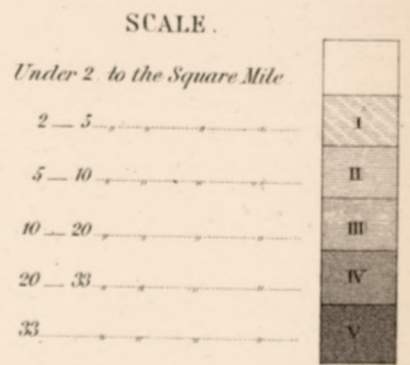 SCALE.
Under 2 to the Square Mile
2 — 5 „ „ „ „ I
5 — 10 „ „ „ „ II
10 — 20 „ „ „ „ III
20 — 33 „ „ „ „ IV
33 „ „ „ „ V